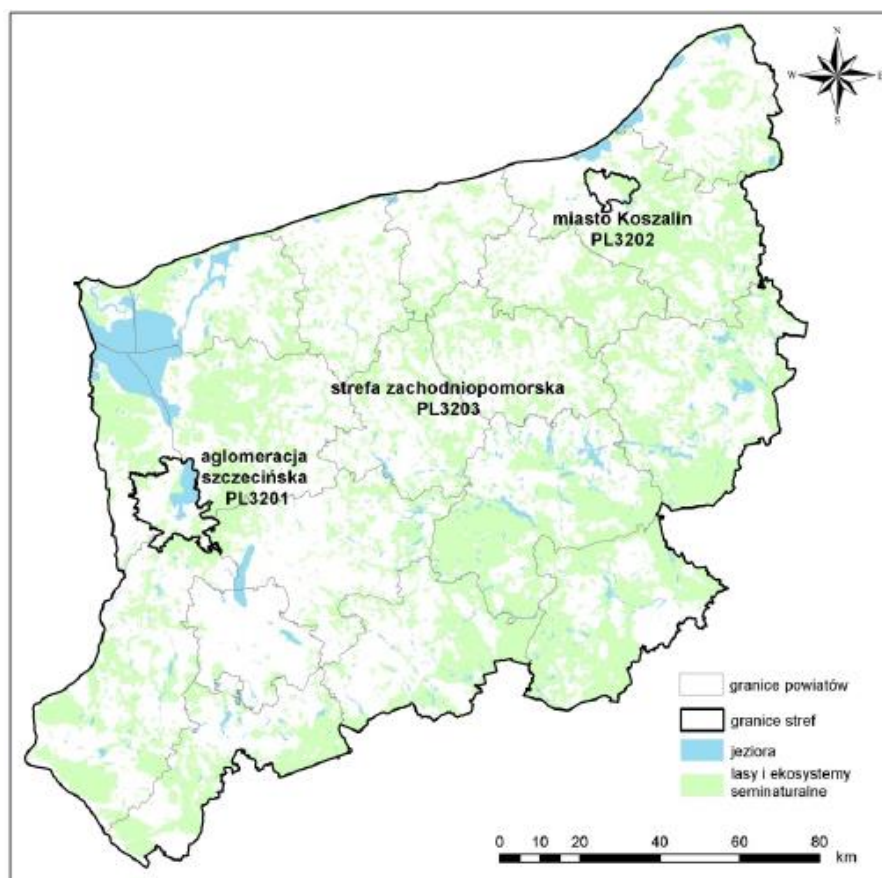 N
W E
S
miasto Koszalin
PL3202
strefa zachodniopomorska
PL3203
aglomeracja
szczecińska
PL3201
granice powiatów
granice stref
jeziora
lasy i ekosystemy
seminaturalne
0 10 20 40 60 80
km